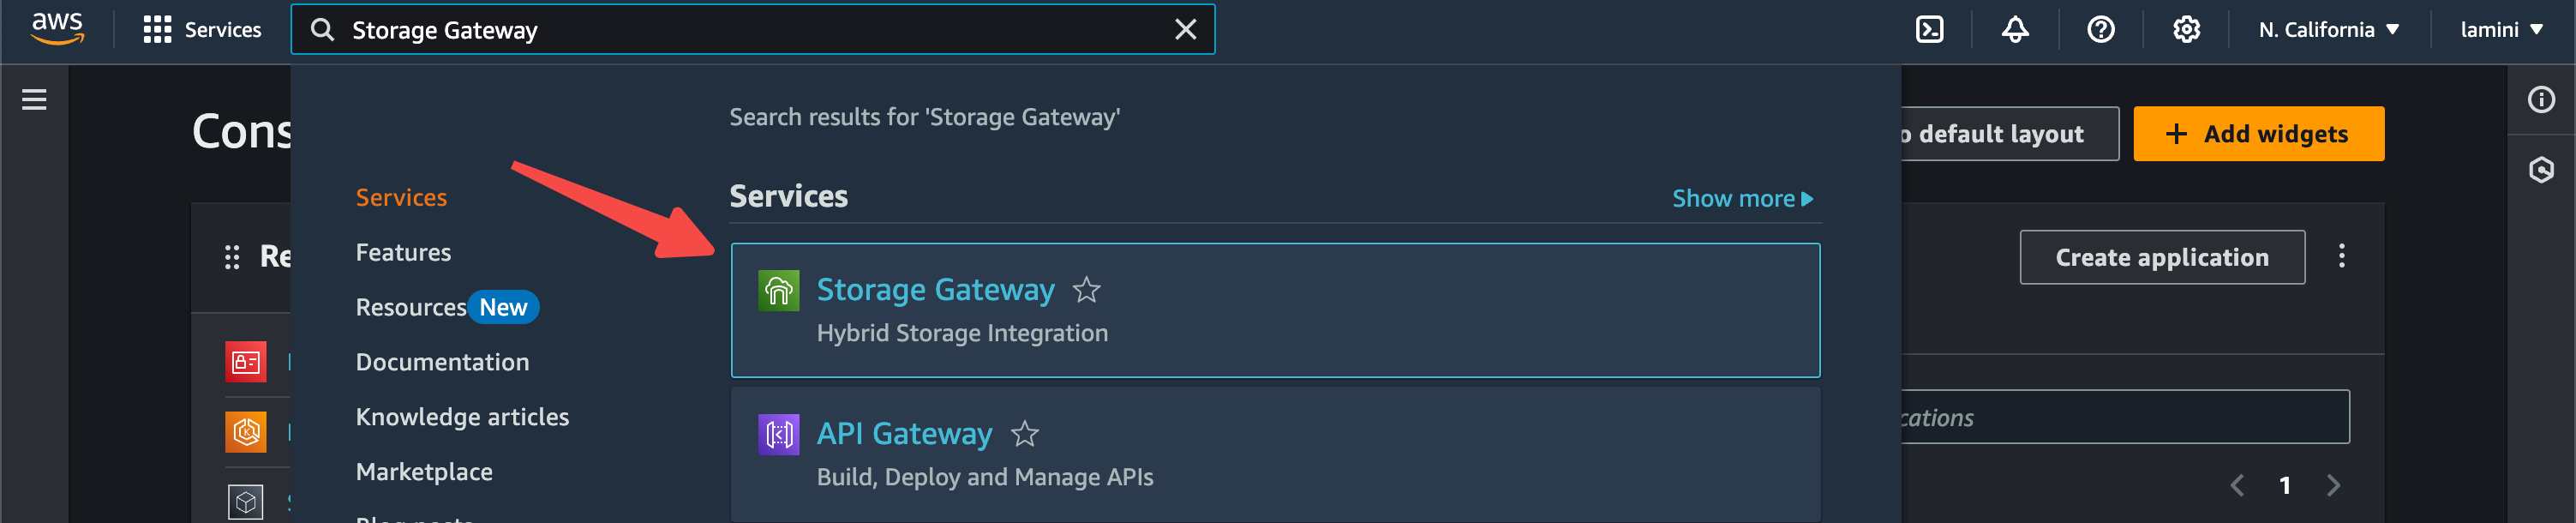 aws
Services
Storage Gateway
N. California
lamini
Cons
Search results for 'Storage Gateway'
default layout
+ Add widgets
Services
Features
Resources New
Documentation
Knowledge articles
Marketplace
Services
Show more
Storage Gateway
Hybrid Storage Integration
API Gateway
Build, Deploy and Manage APIs
Re
Create application
cations
1